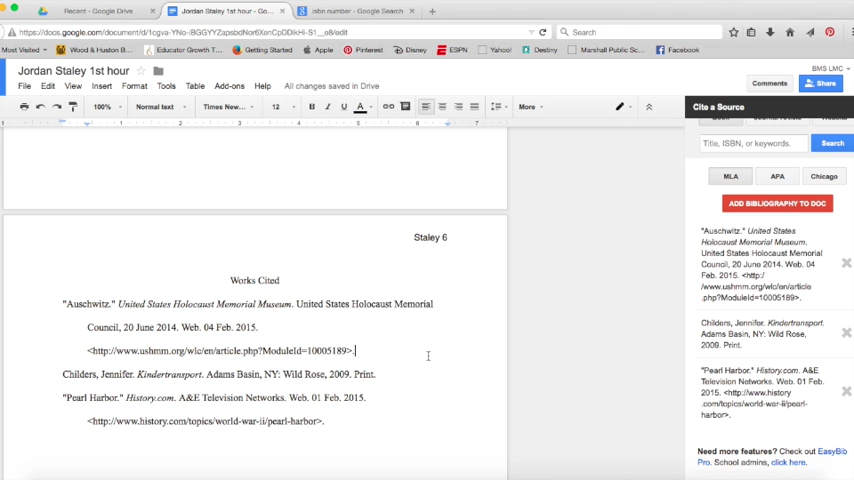 Recent - Google Drive
Jordan Staley 1st hour - Go...
isbn number - Google Search
Search
Most Visited
Wood & Huston B...
Educator Growth T...
Getting Started
Apple
Pinterest
Disney
ESPN
Yahoo!
Destiny
Marshall Public Sc...
Facebook
Jordan Staley 1st hour
BMS LMC
File Edit View Insert Format Tools Table Add-ons Help All changes saved in Drive
Comments
Share
100% Normal text Times New... 12 B I U A More
Cite a Source
1 2 3 4 5 6 7
Title, ISBN, or keywords.
Search
MLA APA Chicago
ADD BIBLIOGRAPHY TO DOC
Staley 6
Works Cited
"Auschwitz." United States Holocaust Memorial Museum. United States Holocaust Memorial
Council, 20 June 2014. Web. 04 Feb. 2015.
<http://www.ushmm.org/wlc/en/article.php?ModuleId=10005189>.
Childers, Jennifer. Kindertransport. Adams Basin, NY: Wild Rose, 2009. Print.
"Pearl Harbor." History.com. A&E Television Networks. Web. 01 Feb. 2015.
<http://www.history.com/topics/world-war-ii/pearl-harbor>.
"Auschwitz." United States
Holocaust Memorial Museum.
United States Holocaust Memorial
Council, 20 June 2014. Web. 04
Feb. 2015. <http:/
/www.ushmm.org/wlc/en/article
.php?ModuleId=10005189>.
Childers, Jennifer. Kindertransport.
Adams Basin, NY: Wild Rose,
2009. Print.
"Pearl Harbor." History.com. A&E
Television Networks. Web. 01 Feb.
2015. <http://www.history
.com/topics/world-war-ii/pearl-
harbor>.
Need more features? Check out EasyBib
Pro. School admins, click here.